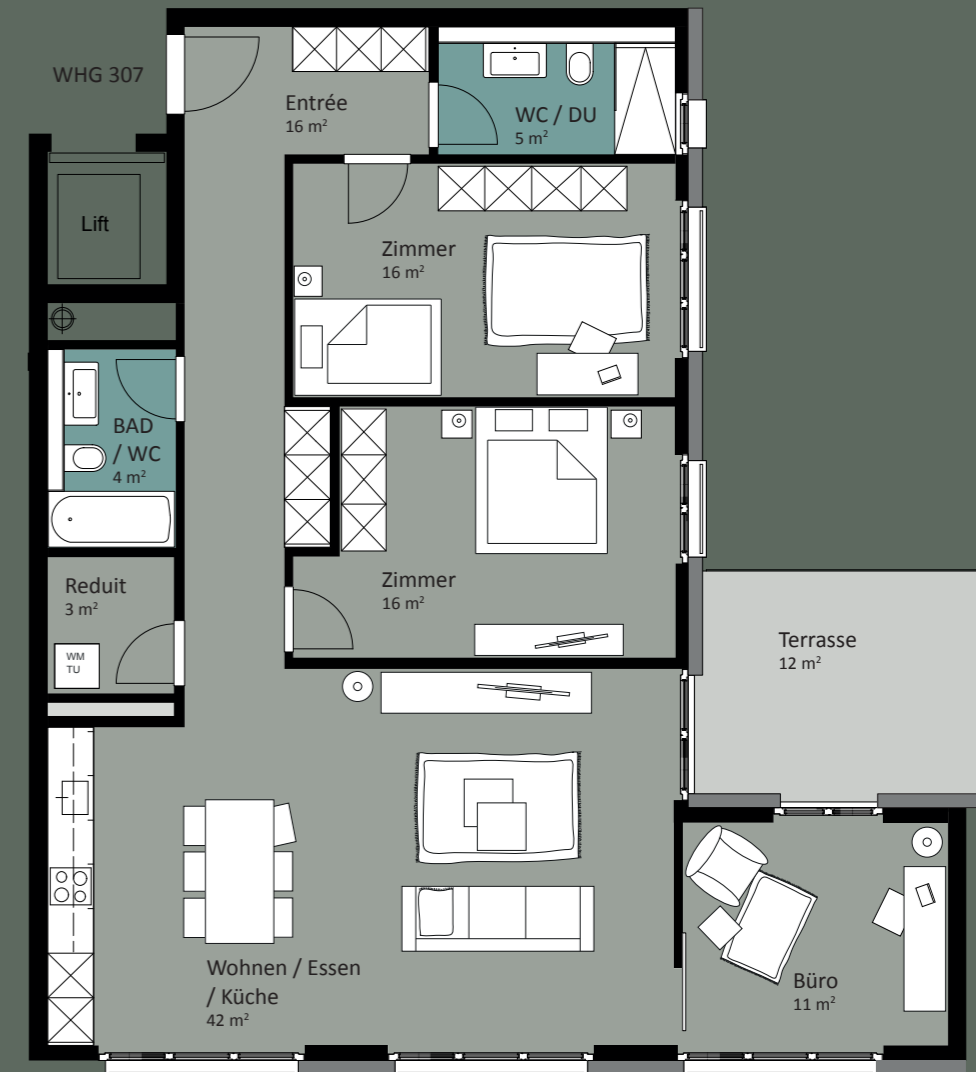 WHG 307
Entrée
16 m²
WC / DU
5 m²
Lift
Zimmer
16 m²
BAD
/ WC
4 m²
Zimmer
16 m²
Reduit
3 m²
WM
TU
Terrasse
12 m²
Wohnen / Essen
/ Küche
42 m²
Büro
11 m²